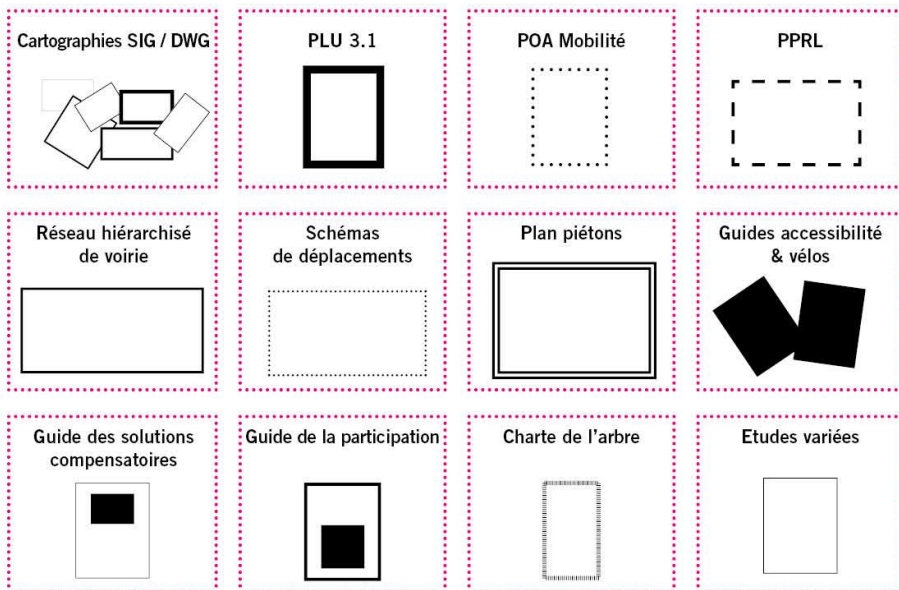 Cartographies SIG / DWG
PLU 3.1
POA Mobilité
PPRL
Réseau hiérarchisé
de voirie
Schémas
de déplacements
Plan piétons
Guides accessibilité
& vélos
Guide des solutions
compensatoires
Guide de la participation
Charte de l'arbre
Etudes variées